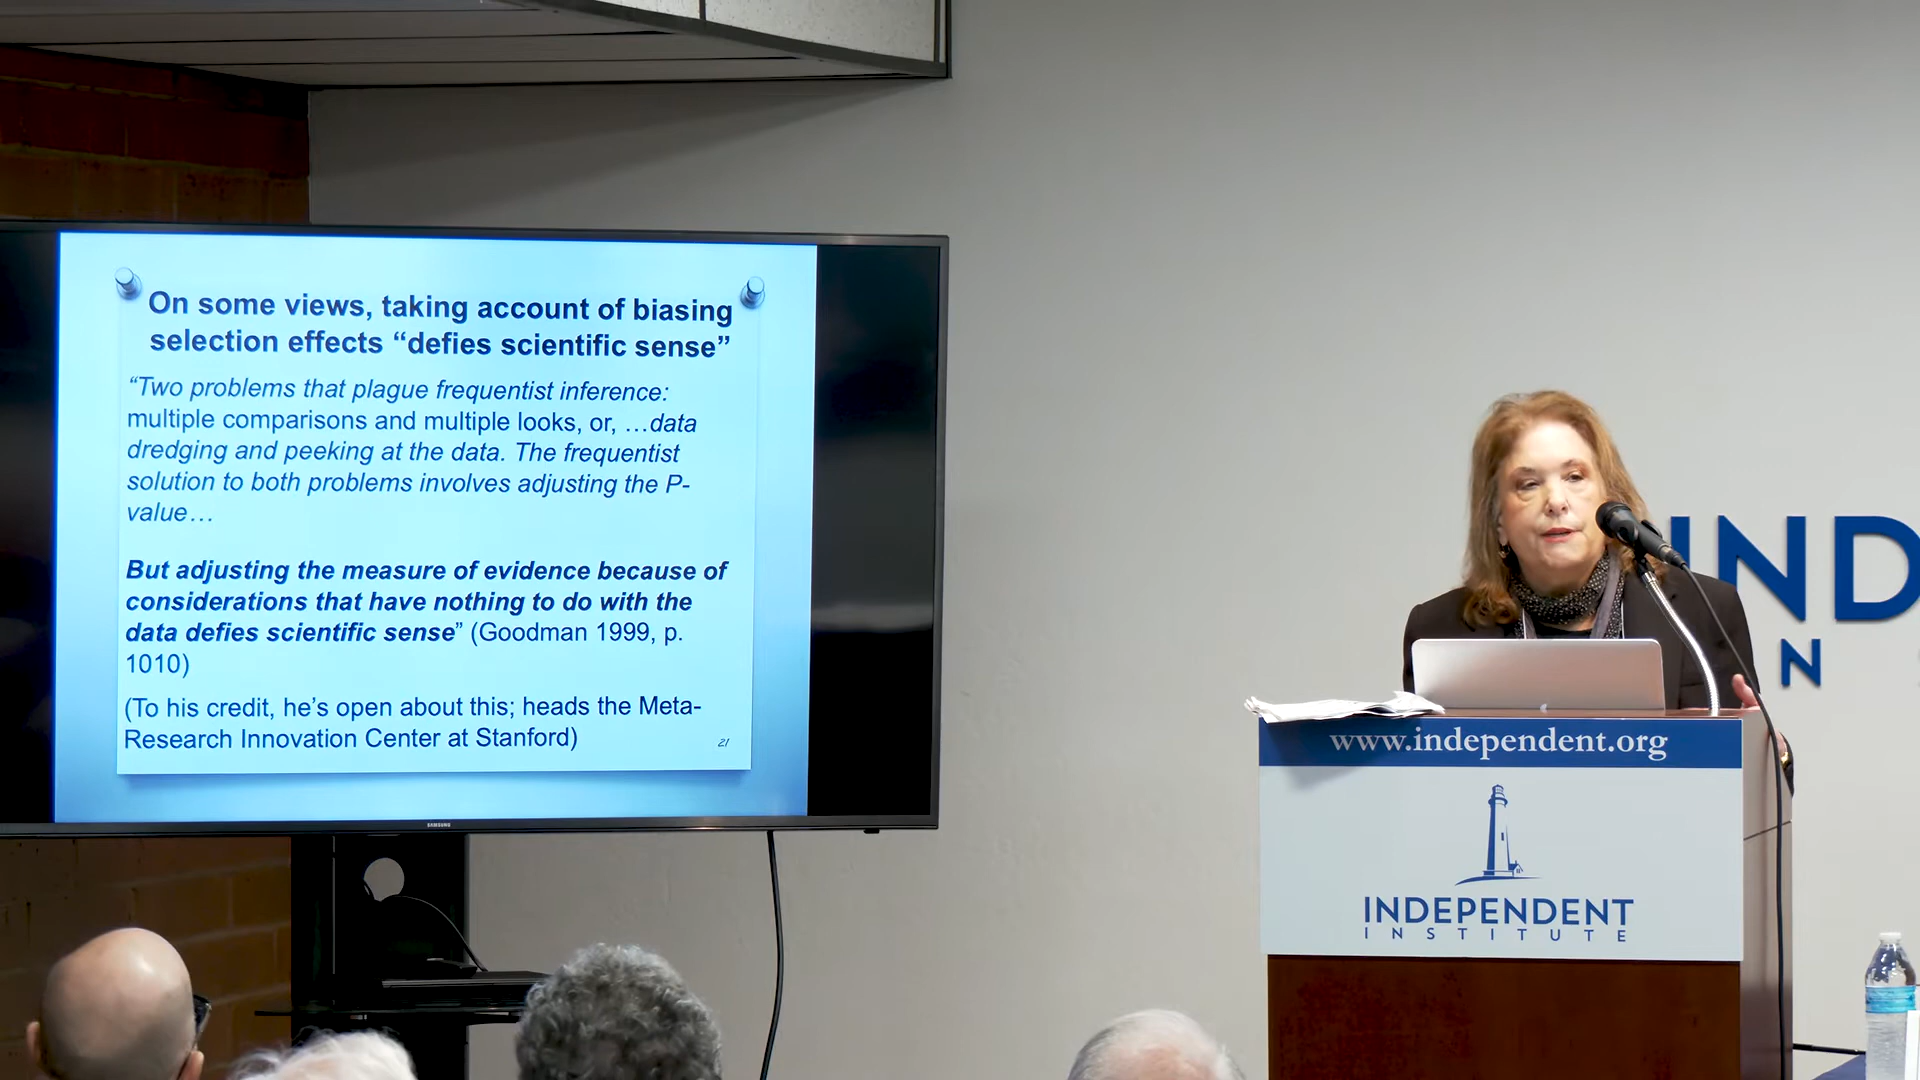 On some views, taking account of biasing
selection effects “defies scientific sense”
“Two problems that plague frequentist inference:
multiple comparisons and multiple looks, or, …data
dredging and peeking at the data. The frequentist
solution to both problems involves adjusting the P-
value…
But adjusting the measure of evidence because of
considerations that have nothing to do with the
data defies scientific sense” (Goodman 1999, p.
1010)
(To his credit, he’s open about this; heads the Meta-
Research Innovation Center at Stanford)
21
SAMSUNG
IND
N
www.independent.org
INDEPENDENT
INSTITUTE